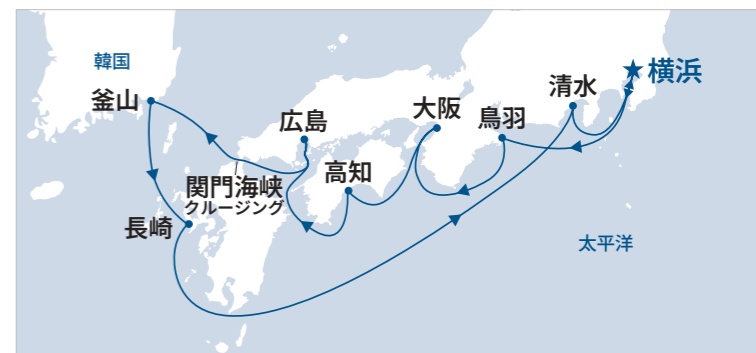 韓国
釜山
広島
大阪
鳥羽
清水
横浜
関門海峡
クルージング
高知
長崎
太平洋